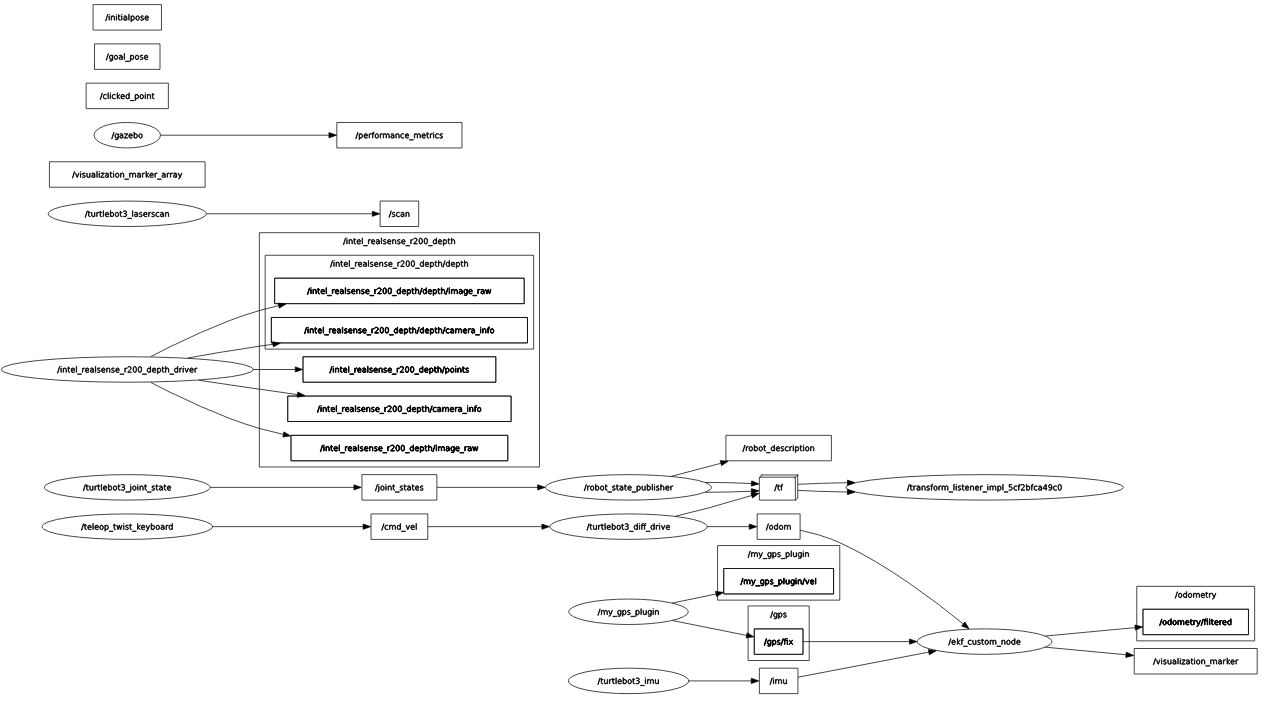 /initialpose
/goal_pose
/clicked_point
/gazebo
/performance_metrics
/visualization_marker_array
/turtlebot3_laserscan
/scan
/intel_realsense_r200_depth
/intel_realsense_r200_depth/depth
/intel_realsense_r200_depth/depth/image_raw
/intel_realsense_r200_depth/depth/camera_info
/intel_realsense_r200_depth_driver
/intel_realsense_r200_depth/points
/intel_realsense_r200_depth/camera_info
/intel_realsense_r200_depth/image_raw
/robot_description
/turtlebot3_joint_state
/joint_states
/robot_state_publisher
/tf
/transform_listener_impl_5cf2bfca49c0
/teleop_twist_keyboard
/cmd_vel
/turtlebot3_diff_drive
/odom
/my_gps_plugin
/my_gps_plugin/vel
/my_gps_plugin
/gps
/gps/fix
/ekf_custom_node
/odometry
/odometry/filtered
/visualization_marker
/turtlebot3_imu
/imu